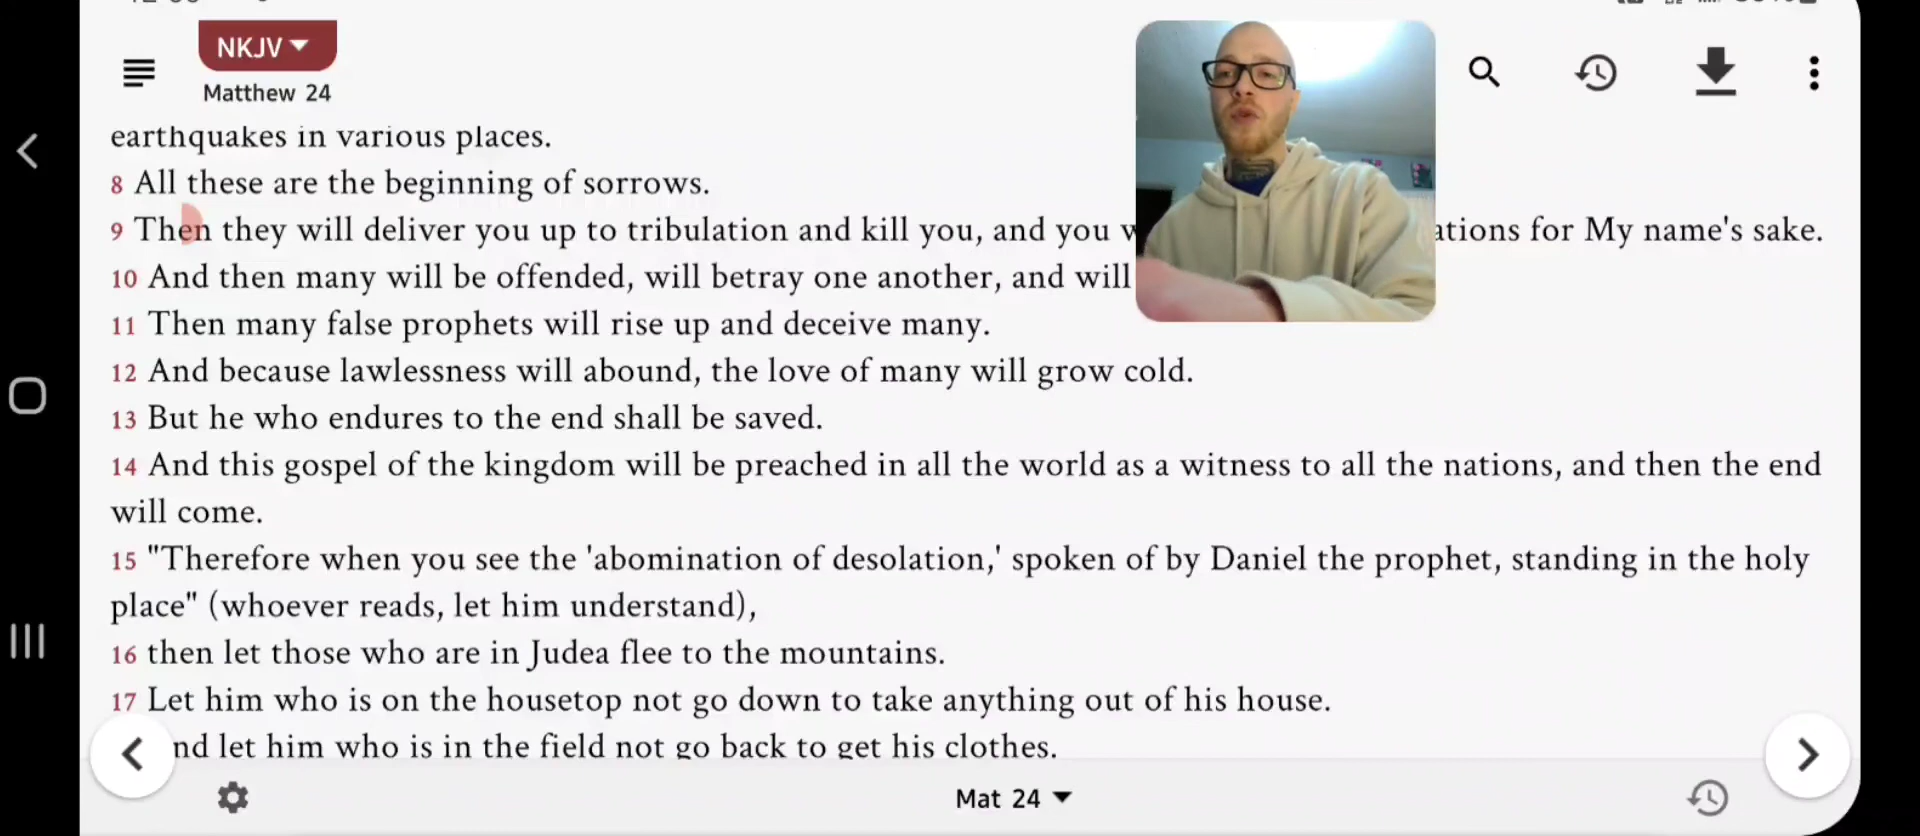 NKJV
Matthew 24
earthquakes in various places.
8 All these are the beginning of sorrows.
9 Then they will deliver you up to tribulation and kill you, and you ations for My name's sake.
10 And then many will be offended, will betray one another, and will
11 Then many false prophets will rise up and deceive many.
12 And because lawlessness will abound, the love of many will grow cold.
13 But he who endures to the end shall be saved.
14 And this gospel of the kingdom will be preached in all the world as a witness to all the nations, and then the end
will come.
15 "Therefore when you see the 'abomination of desolation,' spoken of by Daniel the prophet, standing in the holy
place" (whoever reads, let him understand),
16 then let those who are in Judea flee to the mountains.
17 Let him who is on the housetop not go down to take anything out of his house.
nd let him who is in the field not go back to get his clothes.
Mat 24